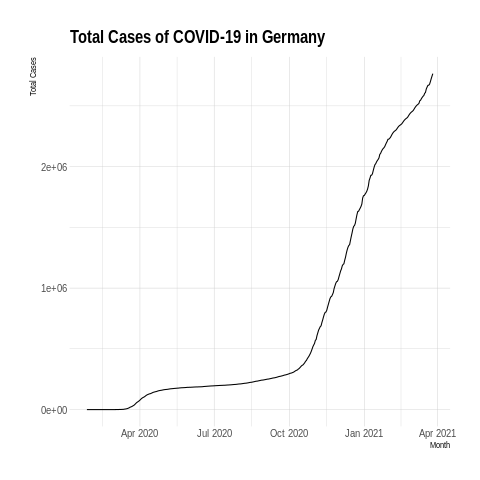 Total Cases of COVID-19 in Germany
Total Cases
2e+06
1e+06
0e+00
Apr 2020 Jul 2020 Oct 2020 Jan 2021 Apr 2021
Month